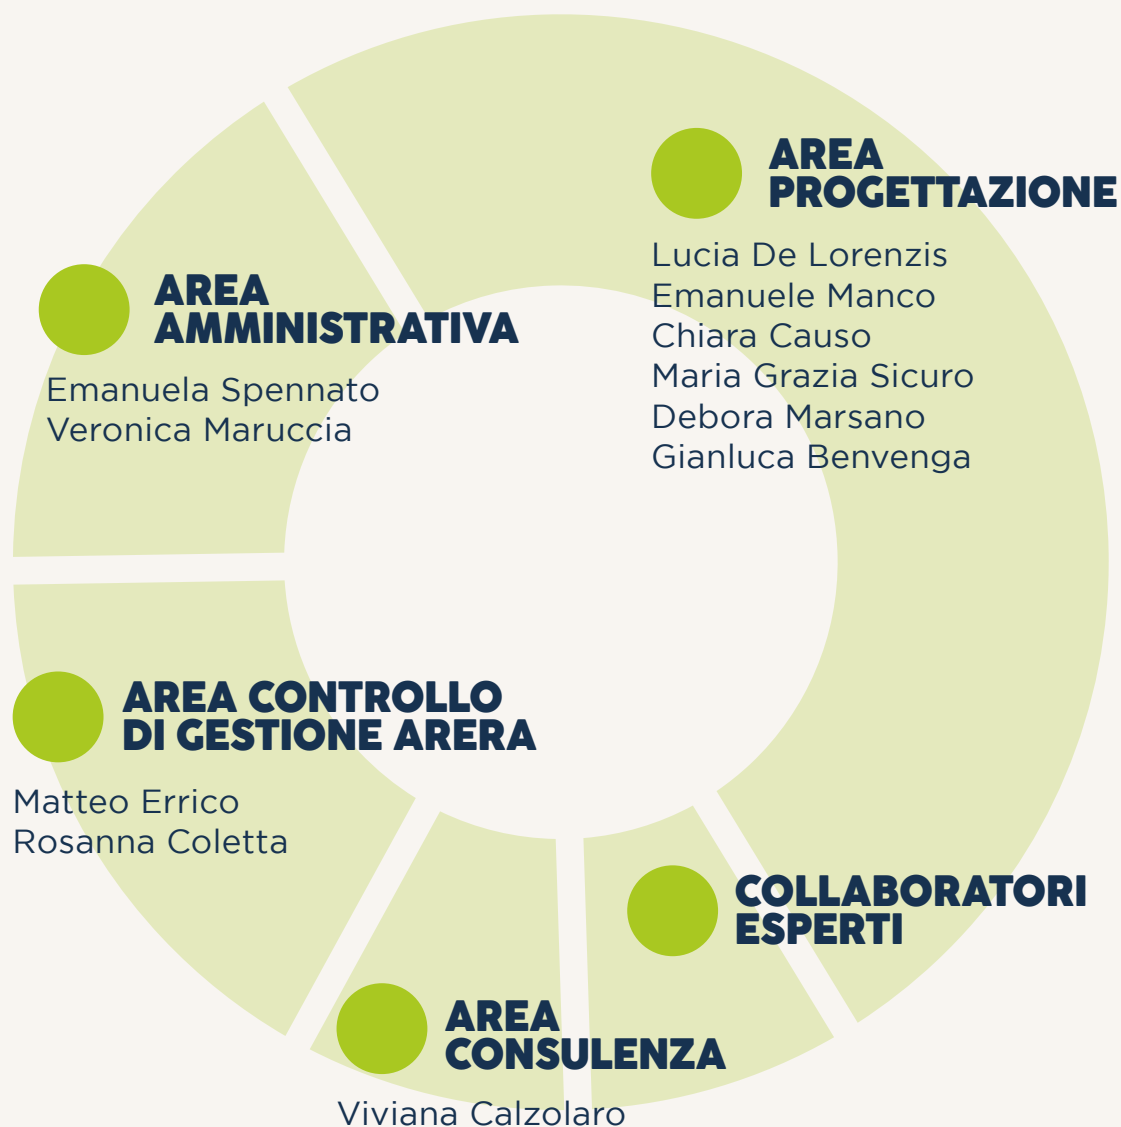 AREA
PROGETTAZIONE
Lucia De Lorenzis
Emanuele Manco
Chiara Causo
Maria Grazia Sicuro
Debora Marsano
Gianluca Benvenga
AREA
AMMINISTRATIVA
Emanuela Spennato
Veronica Maruccia
AREA CONTROLLO
DI GESTIONE ARERA
Matteo Errico
Rosanna Coletta
COLLABORATORI
ESPERTI
AREA
CONSULENZA
Viviana Calzolaro